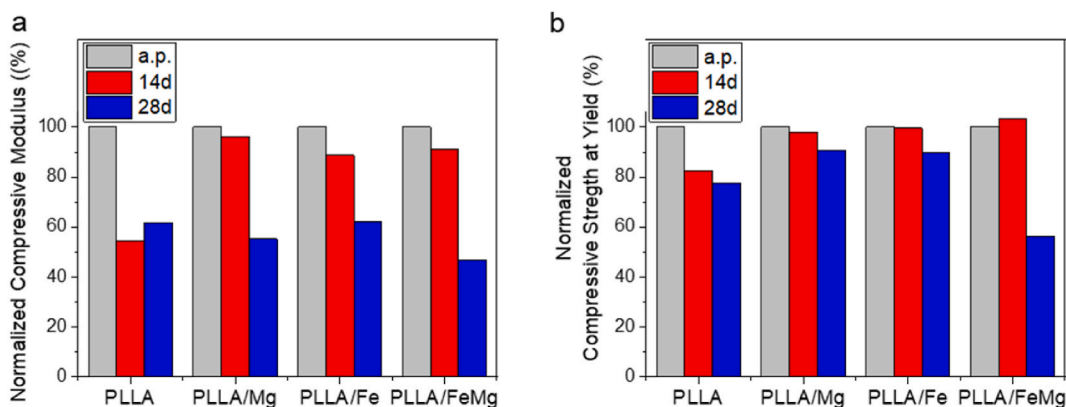 a
Normalized Compressive Modulus ((%)
a.p.
14d
28d
100
80
60
40
20
0
PLLA PLLA/Mg PLLA/Fe PLLA/FeMg
b
Normalized
Compressive Stregth at Yield (%)
a.p.
14d
28d
100
80
60
40
20
0
PLLA PLLA/Mg PLLA/Fe PLLA/FeMg